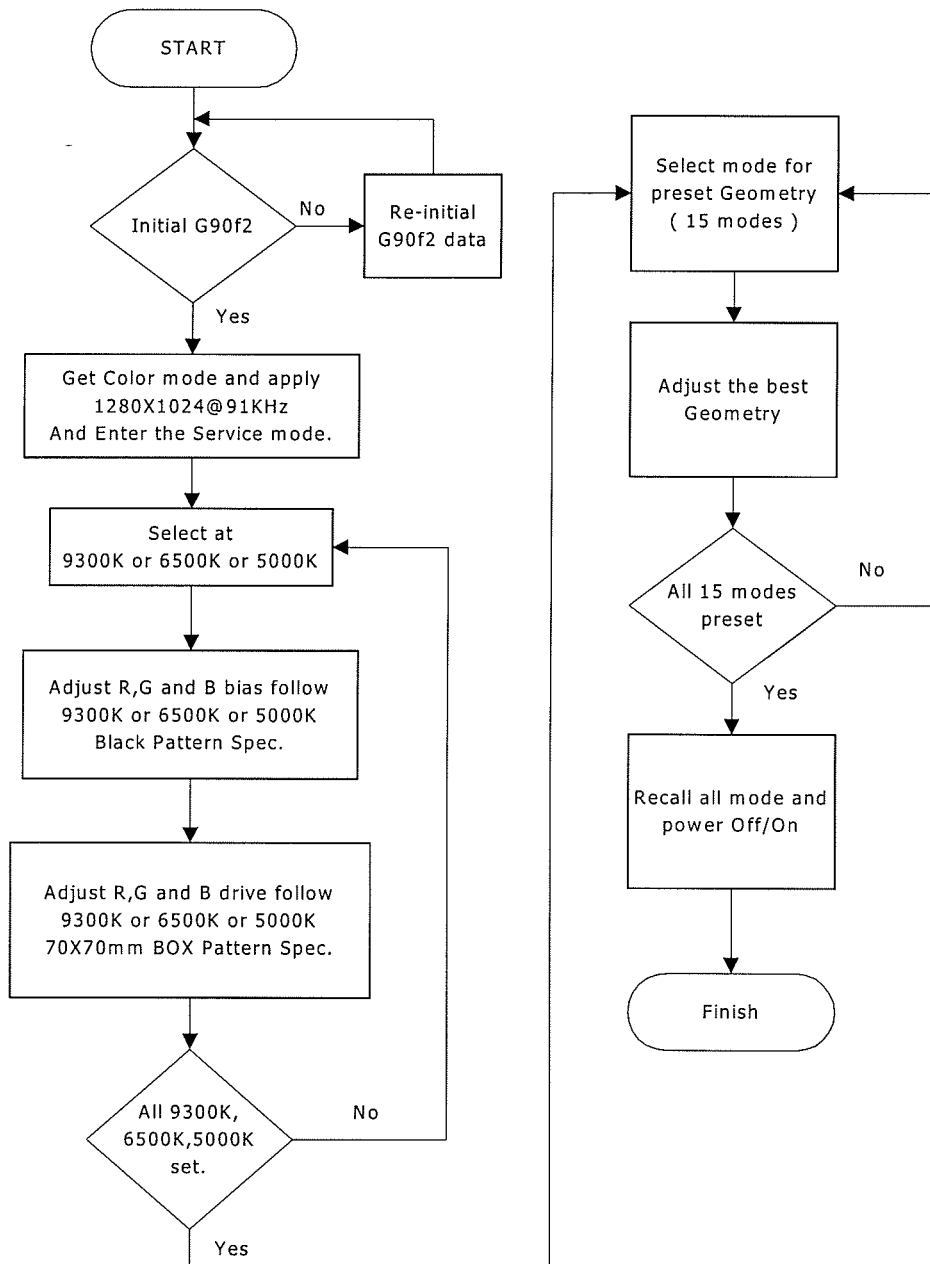 START
Initial G90f2
No
Re-initial
G90f2 data
Yes
Get Color mode and apply
1280X1024@91KHz
And Enter the Service mode.
Select at
9300K or 6500K or 5000K
Adjust R,G and B bias follow
9300K or 6500K or 5000K
Black Pattern Spec.
Adjust R,G and B drive follow
9300K or 6500K or 5000K
70X70mm BOX Pattern Spec.
All 9300K,
6500K,5000K
set.
No
Yes
Select mode for
preset Geometry
( 15 modes )
Adjust the best
Geometry
All 15 modes
preset
No
Yes
Recall all mode and
power Off/On
Finish